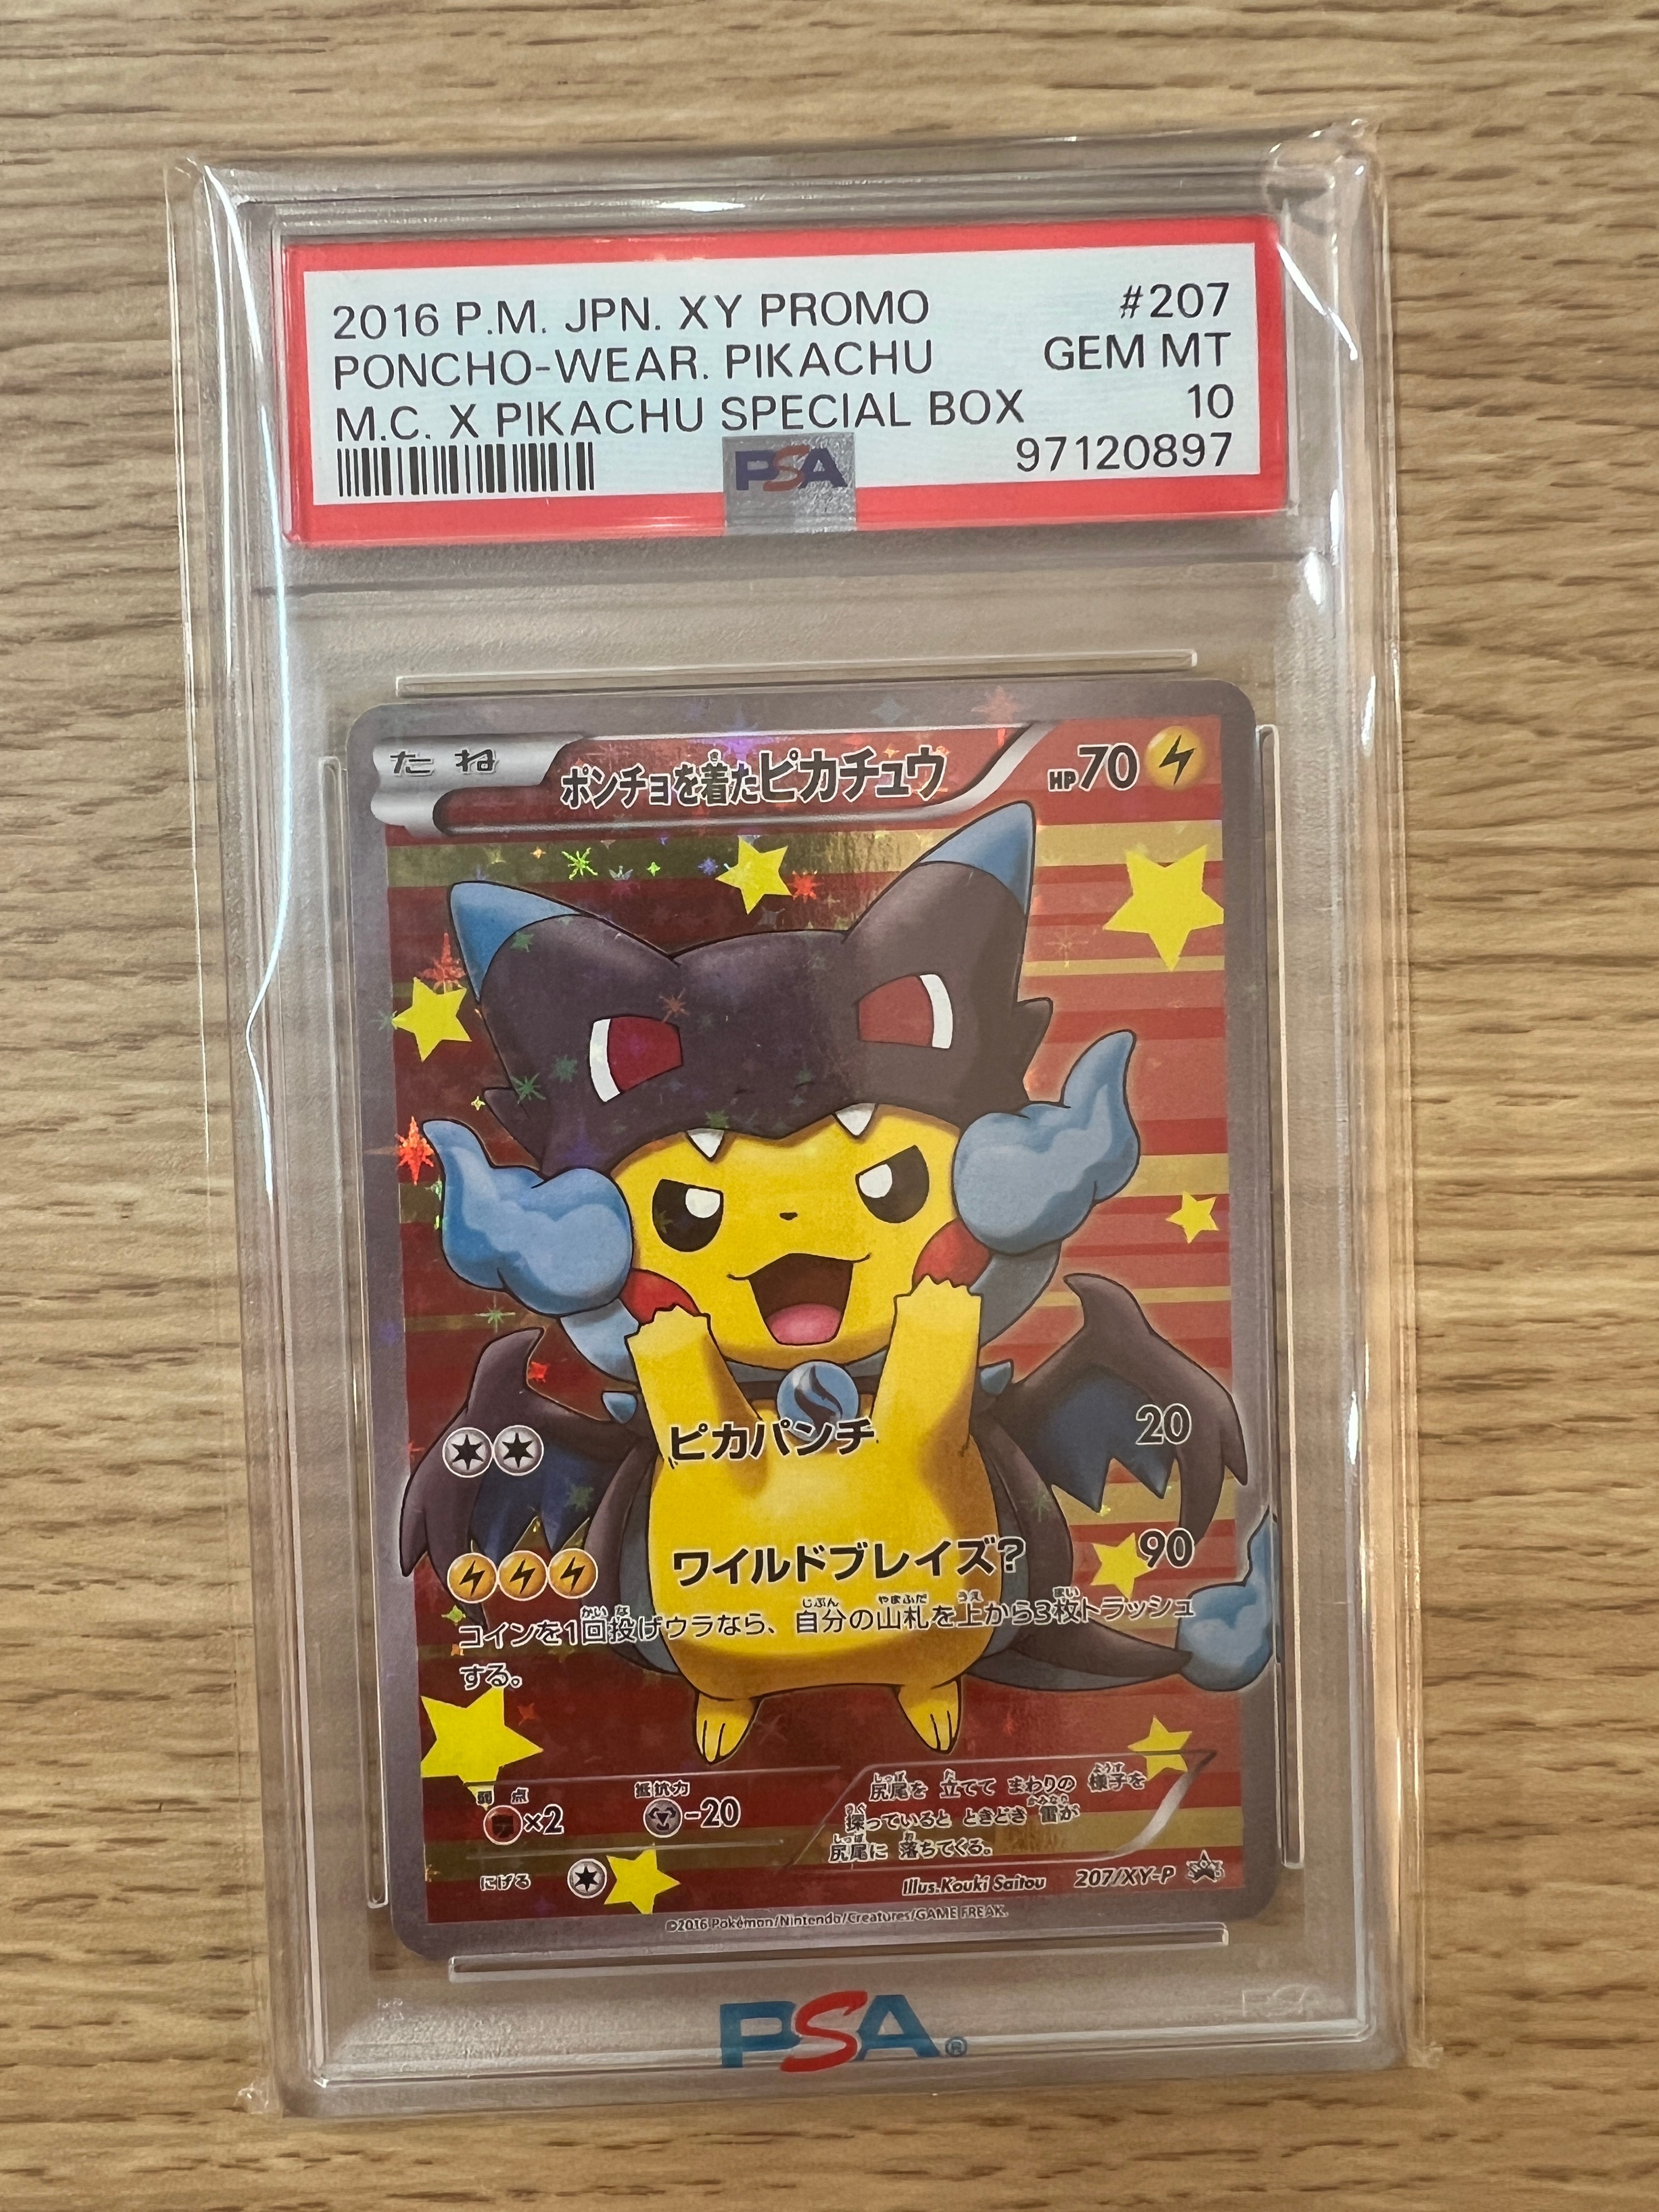 2016 P.M. JPN. XY PROMO #207
PONCHO-WEAR. PIKACHU GEM MT
M.C. X PIKACHU SPECIAL BOX 10
PSA 97120897
たね ポンチョを着たピカチュウ HP70
ピカパンチ 20
ワイルドブレイズ? 90
コインを1回投げウラなら、自分の山札を上から3枚トラッシュ
する。
弱点 抵抗力
×2 -20
にげる
尻尾を 立てて まわりの 様子を
探っていると ときどき 雷が
尻尾に 落ちてくる。
Illus.Kouki Saitou 207/XY-P
©2016 Pokémon/Nintendo/Creatures/GAME FREAK.
PSA®